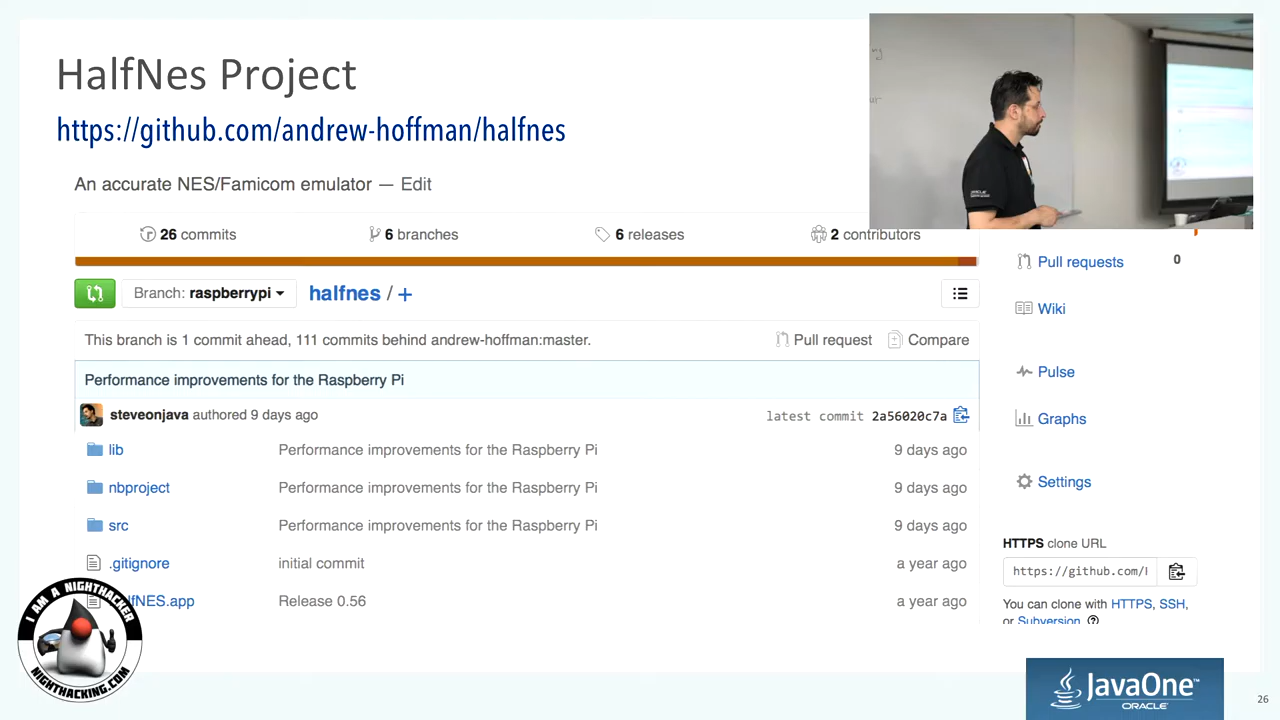 HalfNes Project
https://github.com/andrew-hoffman/halfnes
An accurate NES/Famicom emulator — Edit
26 commits
6 branches
6 releases
2 contributors
Branch: raspberrypi
halfnes / +
This branch is 1 commit ahead, 111 commits behind andrew-hoffman:master.
Pull request
Compare
Performance improvements for the Raspberry Pi
steveonjava authored 9 days ago
latest commit 2a56020c7a
lib Performance improvements for the Raspberry Pi 9 days ago
nbproject Performance improvements for the Raspberry Pi 9 days ago
src Performance improvements for the Raspberry Pi 9 days ago
.gitignore initial commit a year ago
lfNES.app Release 0.56 a year ago
Pull requests 0
Wiki
Pulse
Graphs
Settings
HTTPS clone URL
https://github.com/
You can clone with HTTPS, SSH,
or Subversion.
I AM A NIGHTHACKER
NIGHTHACKING.COM
JavaOne™
ORACLE
26